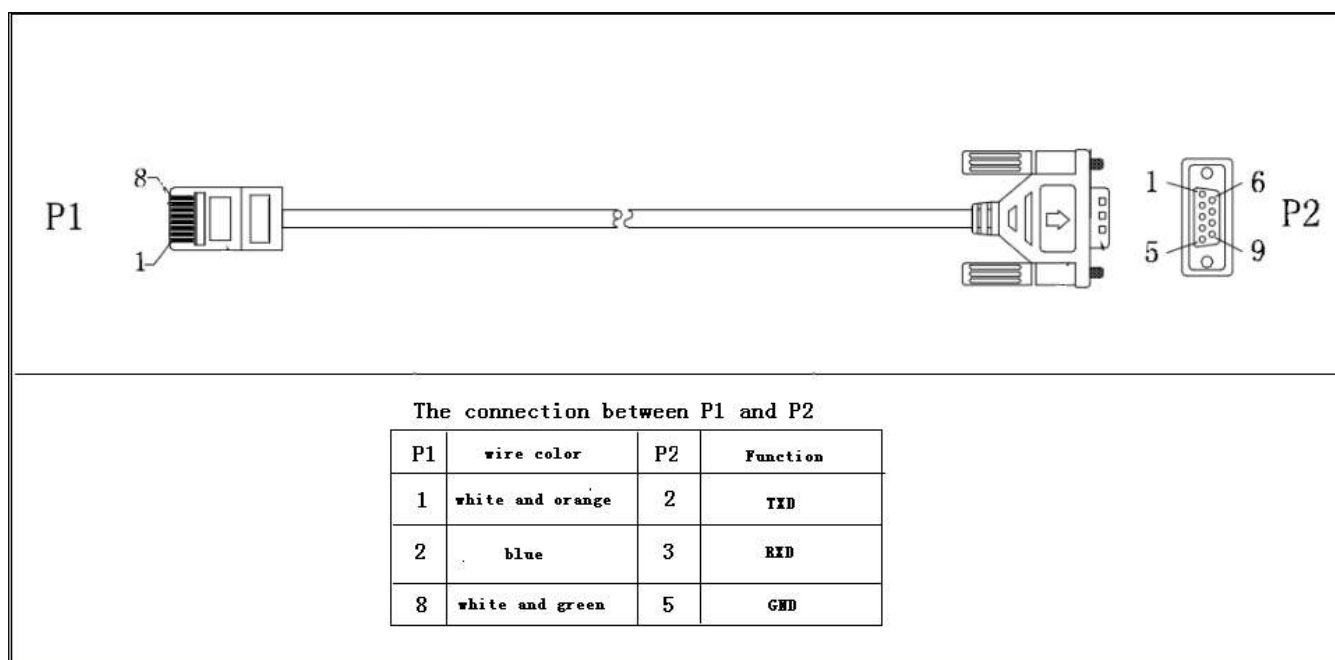 8
P1
1
1 6
P2
5 9
The connection between P1 and P2
P1 wire color P2 Function
1 white and orange 2 TXD
2 blue 3 RXD
8 white and green 5 GND